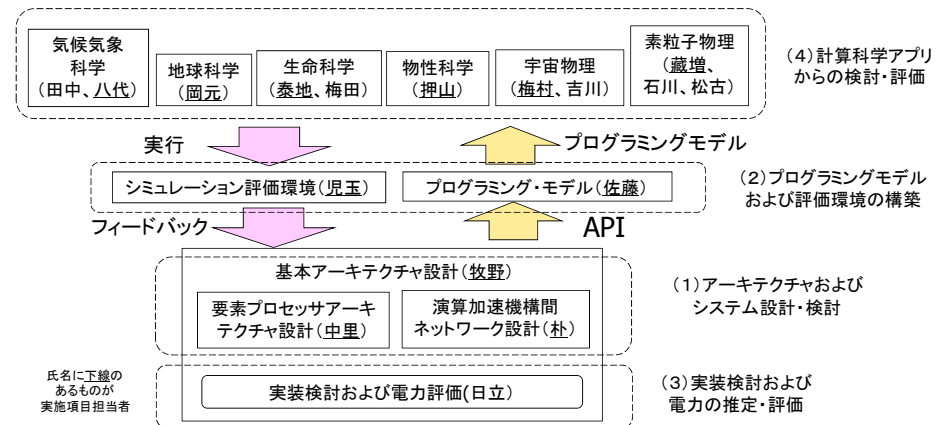 気候気象
科学
(田中、八代)
地球科学
(岡元)
生命科学
(泰地、梅田)
物性科学
(押山)
宇宙物理
(梅村、吉川)
素粒子物理
(藏増、
石川、松古)
(4)計算科学アプリ
からの検討・評価
実行
プログラミングモデル
シミュレーション評価環境(児玉)
プログラミング・モデル(佐藤)
(2)プログラミングモデル
および評価環境の構築
フィードバック
API
基本アーキテクチャ設計(牧野)
要素プロセッサアーキ
テクチャ設計(中里)
演算加速機構間
ネットワーク設計(朴)
(1)アーキテクチャおよび
システム設計・検討
氏名に下線の
あるものが
実施項目担当者
実装検討および電力評価(日立)
(3)実装検討および
電力の推定・評価